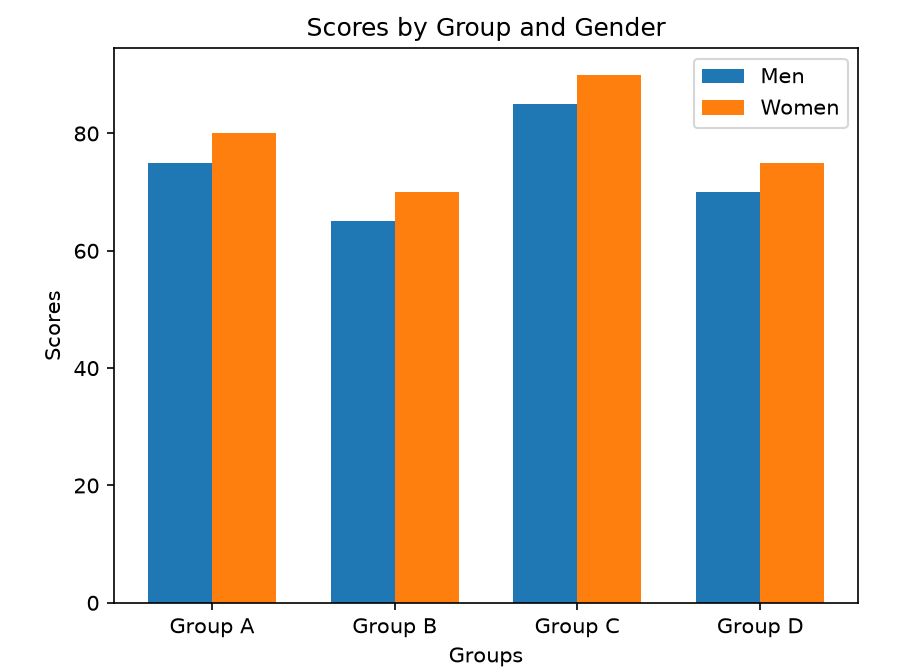 Scores by Group and Gender
Men
Women
Scores
80
60
40
20
0
Group A
Group B
Group C
Group D
Groups